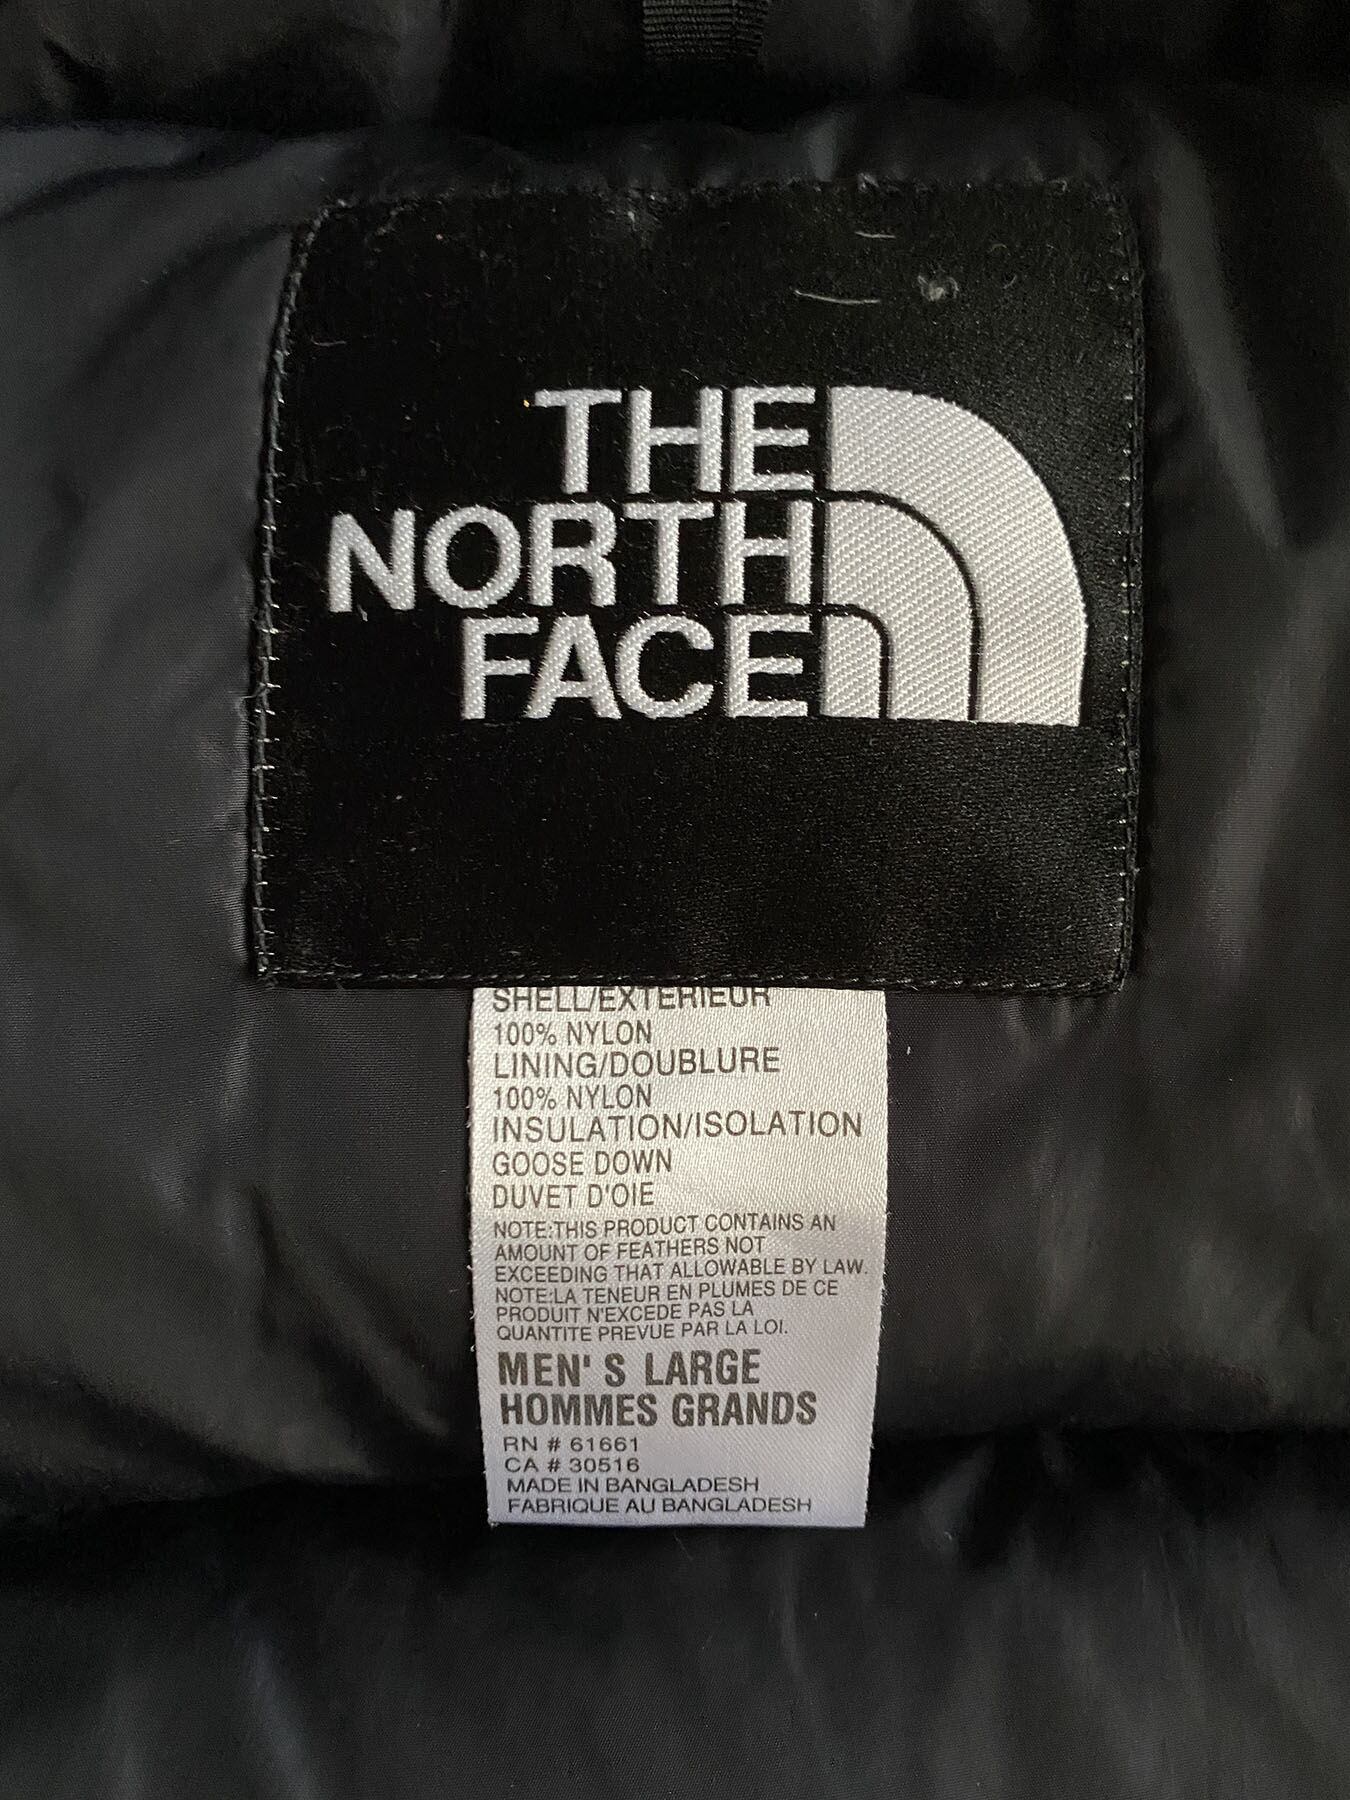 THE
NORTH
FACE
SHELL/EXTERIEUR
100% NYLON
LINING/DOUBLURE
100% NYLON
INSULATION/ISOLATION
GOOSE DOWN
DUVET D'OIE
NOTE:THIS PRODUCT CONTAINS AN
AMOUNT OF FEATHERS NOT
EXCEEDING THAT ALLOWABLE BY LAW.
NOTE:LA TENEUR EN PLUMES DE CE
PRODUIT N'EXCEDE PAS LA
QUANTITE PREVUE PAR LA LOI.
MEN' S LARGE
HOMMES GRANDS
RN # 61661
CA # 30516
MADE IN BANGLADESH
FABRIQUE AU BANGLADESH